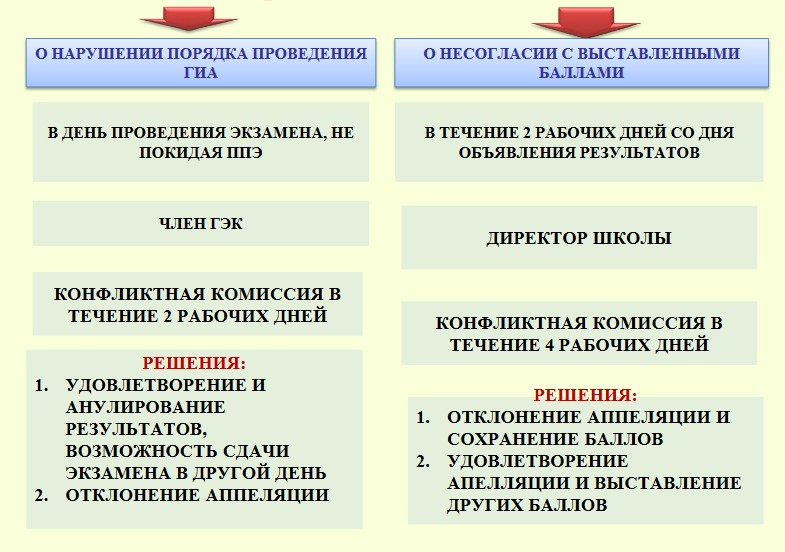 О НАРУШЕНИИ ПОРЯДКА ПРОВЕДЕНИЯ
ГИА
В ДЕНЬ ПРОВЕДЕНИЯ ЭКЗАМЕНА, НЕ
ПОКИДАЯ ППЭ
ЧЛЕН ГЭК
КОНФЛИКТНАЯ КОМИССИЯ В
ТЕЧЕНИЕ 2 РАБОЧИХ ДНЕЙ
РЕШЕНИЯ:
1. УДОВЛЕТВОРЕНИЕ И
АНУЛИРОВАНИЕ
РЕЗУЛЬТАТОВ,
ВОЗМОЖНОСТЬ СДАЧИ
ЭКЗАМЕНА В ДРУГОЙ ДЕНЬ
2. ОТКЛОНЕНИЕ АППЕЛЯЦИИ
О НЕСОГЛАСИИ С ВЫСТАВЛЕННЫМИ
БАЛЛАМИ
В ТЕЧЕНИЕ 2 РАБОЧИХ ДНЕЙ СО ДНЯ
ОБЪЯВЛЕНИЯ РЕЗУЛЬТАТОВ
ДИРЕКТОР ШКОЛЫ
КОНФЛИКТНАЯ КОМИССИЯ В
ТЕЧЕНИЕ 4 РАБОЧИХ ДНЕЙ
РЕШЕНИЯ:
1. ОТКЛОНЕНИЕ АППЕЛЯЦИИ И
СОХРАНЕНИЕ БАЛЛОВ
2. УДОВЛЕТВОРЕНИЕ
АПЕЛЛЯЦИИ И ВЫСТАВЛЕНИЕ
ДРУГИХ БАЛЛОВ